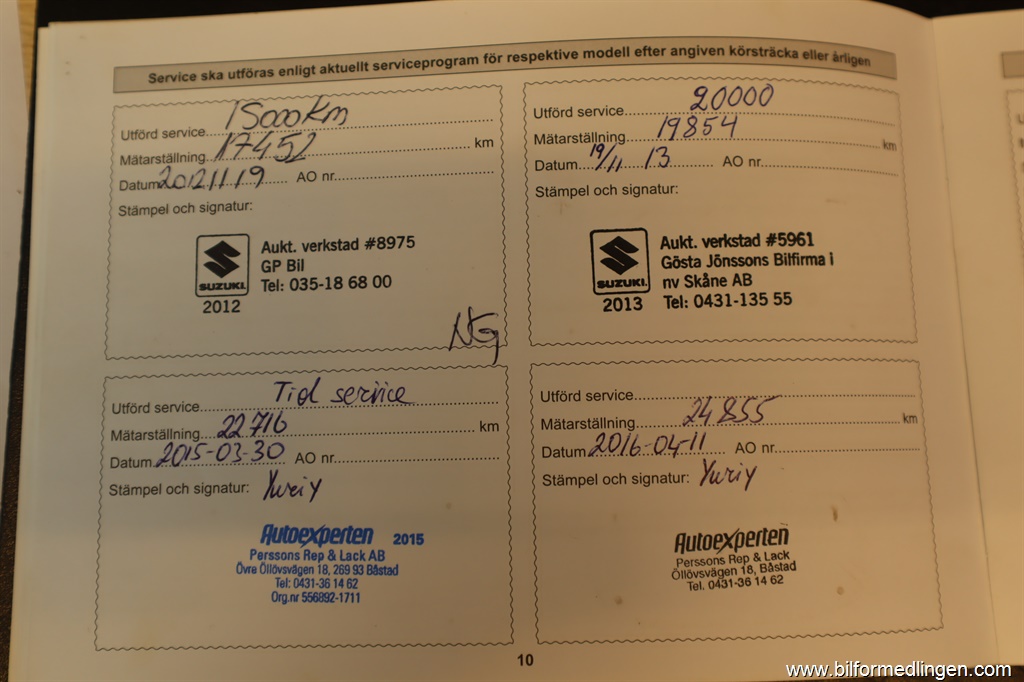 Service ska utföras enligt aktuellt serviceprogram för respektive modell efter angiven körsträcka eller årligen
Utförd service 15000 Km
Mätarställning 17452 km
Datum 20121119 AO nr.
Stämpel och signatur:
SUZUKI
2012
Aukt. verkstad #8975
GP Bil
Tel: 035-18 68 00
NG
Utförd service 20000
Mätarställning 19854 km
Datum 19/11 13 AO nr.
Stämpel och signatur:
SUZUKI
2013
Aukt. verkstad #5961
Gösta Jönssons Bilfirma i
nv Skåne AB
Tel: 0431-135 55
Utförd service Tid service
Mätarställning 22716 km
Datum 2015-03-30 AO nr.
Stämpel och signatur: Yuriy
Autoexperten 2015
Perssons Rep & Lack AB
Övre Öllövsvägen 18, 269 93 Båstad
Tel: 0431-36 14 62
Org.nr 556892-1711
Utförd service
Mätarställning 24855 km
Datum 2016-04-11 AO nr.
Stämpel och signatur: Yuriy
Autoexperten
Perssons Rep & Lack
Öllövsvägen 18, Båstad
Tel. 0431-36 14 62
10
www.bilformedlingen.com